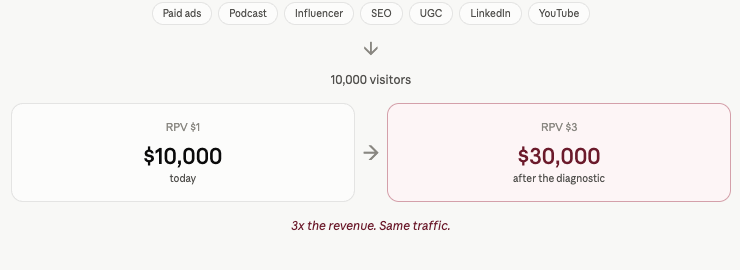 Paid ads Podcast Influencer SEO UGC LinkedIn YouTube
10,000 visitors
RPV $1
$10,000
today
RPV $3
$30,000
after the diagnostic
3x the revenue. Same traffic.